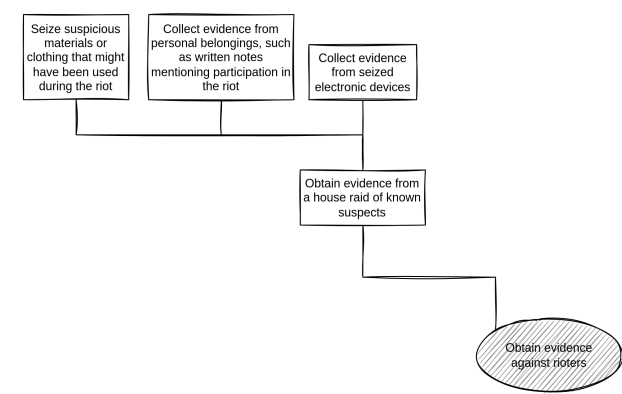 Seize suspicious
materials or
clothing that might
have been used
during the riot
Collect evidence from
personal belongings, such
as written notes
mentioning participation in
the riot
Collect evidence
from seized
electronic devices
Obtain evidence from
a house raid of known
suspects
Obtain evidence
against rioters